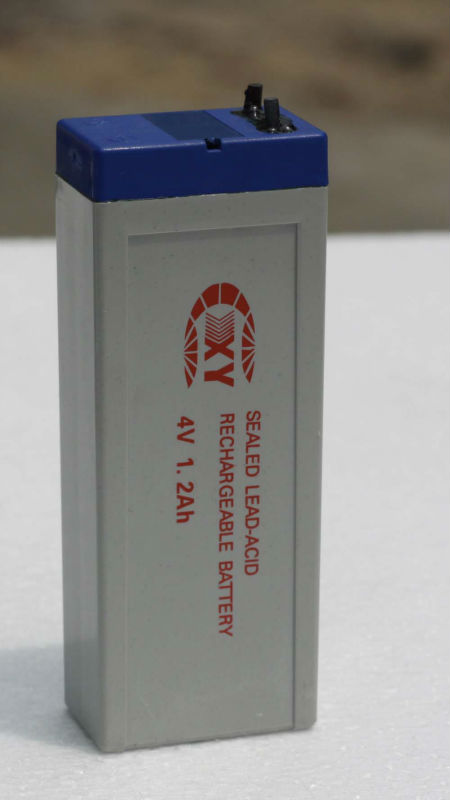 XY
SEALED LEAD-ACID
RECHARGEABLE BATTERY
4V 1.2Ah